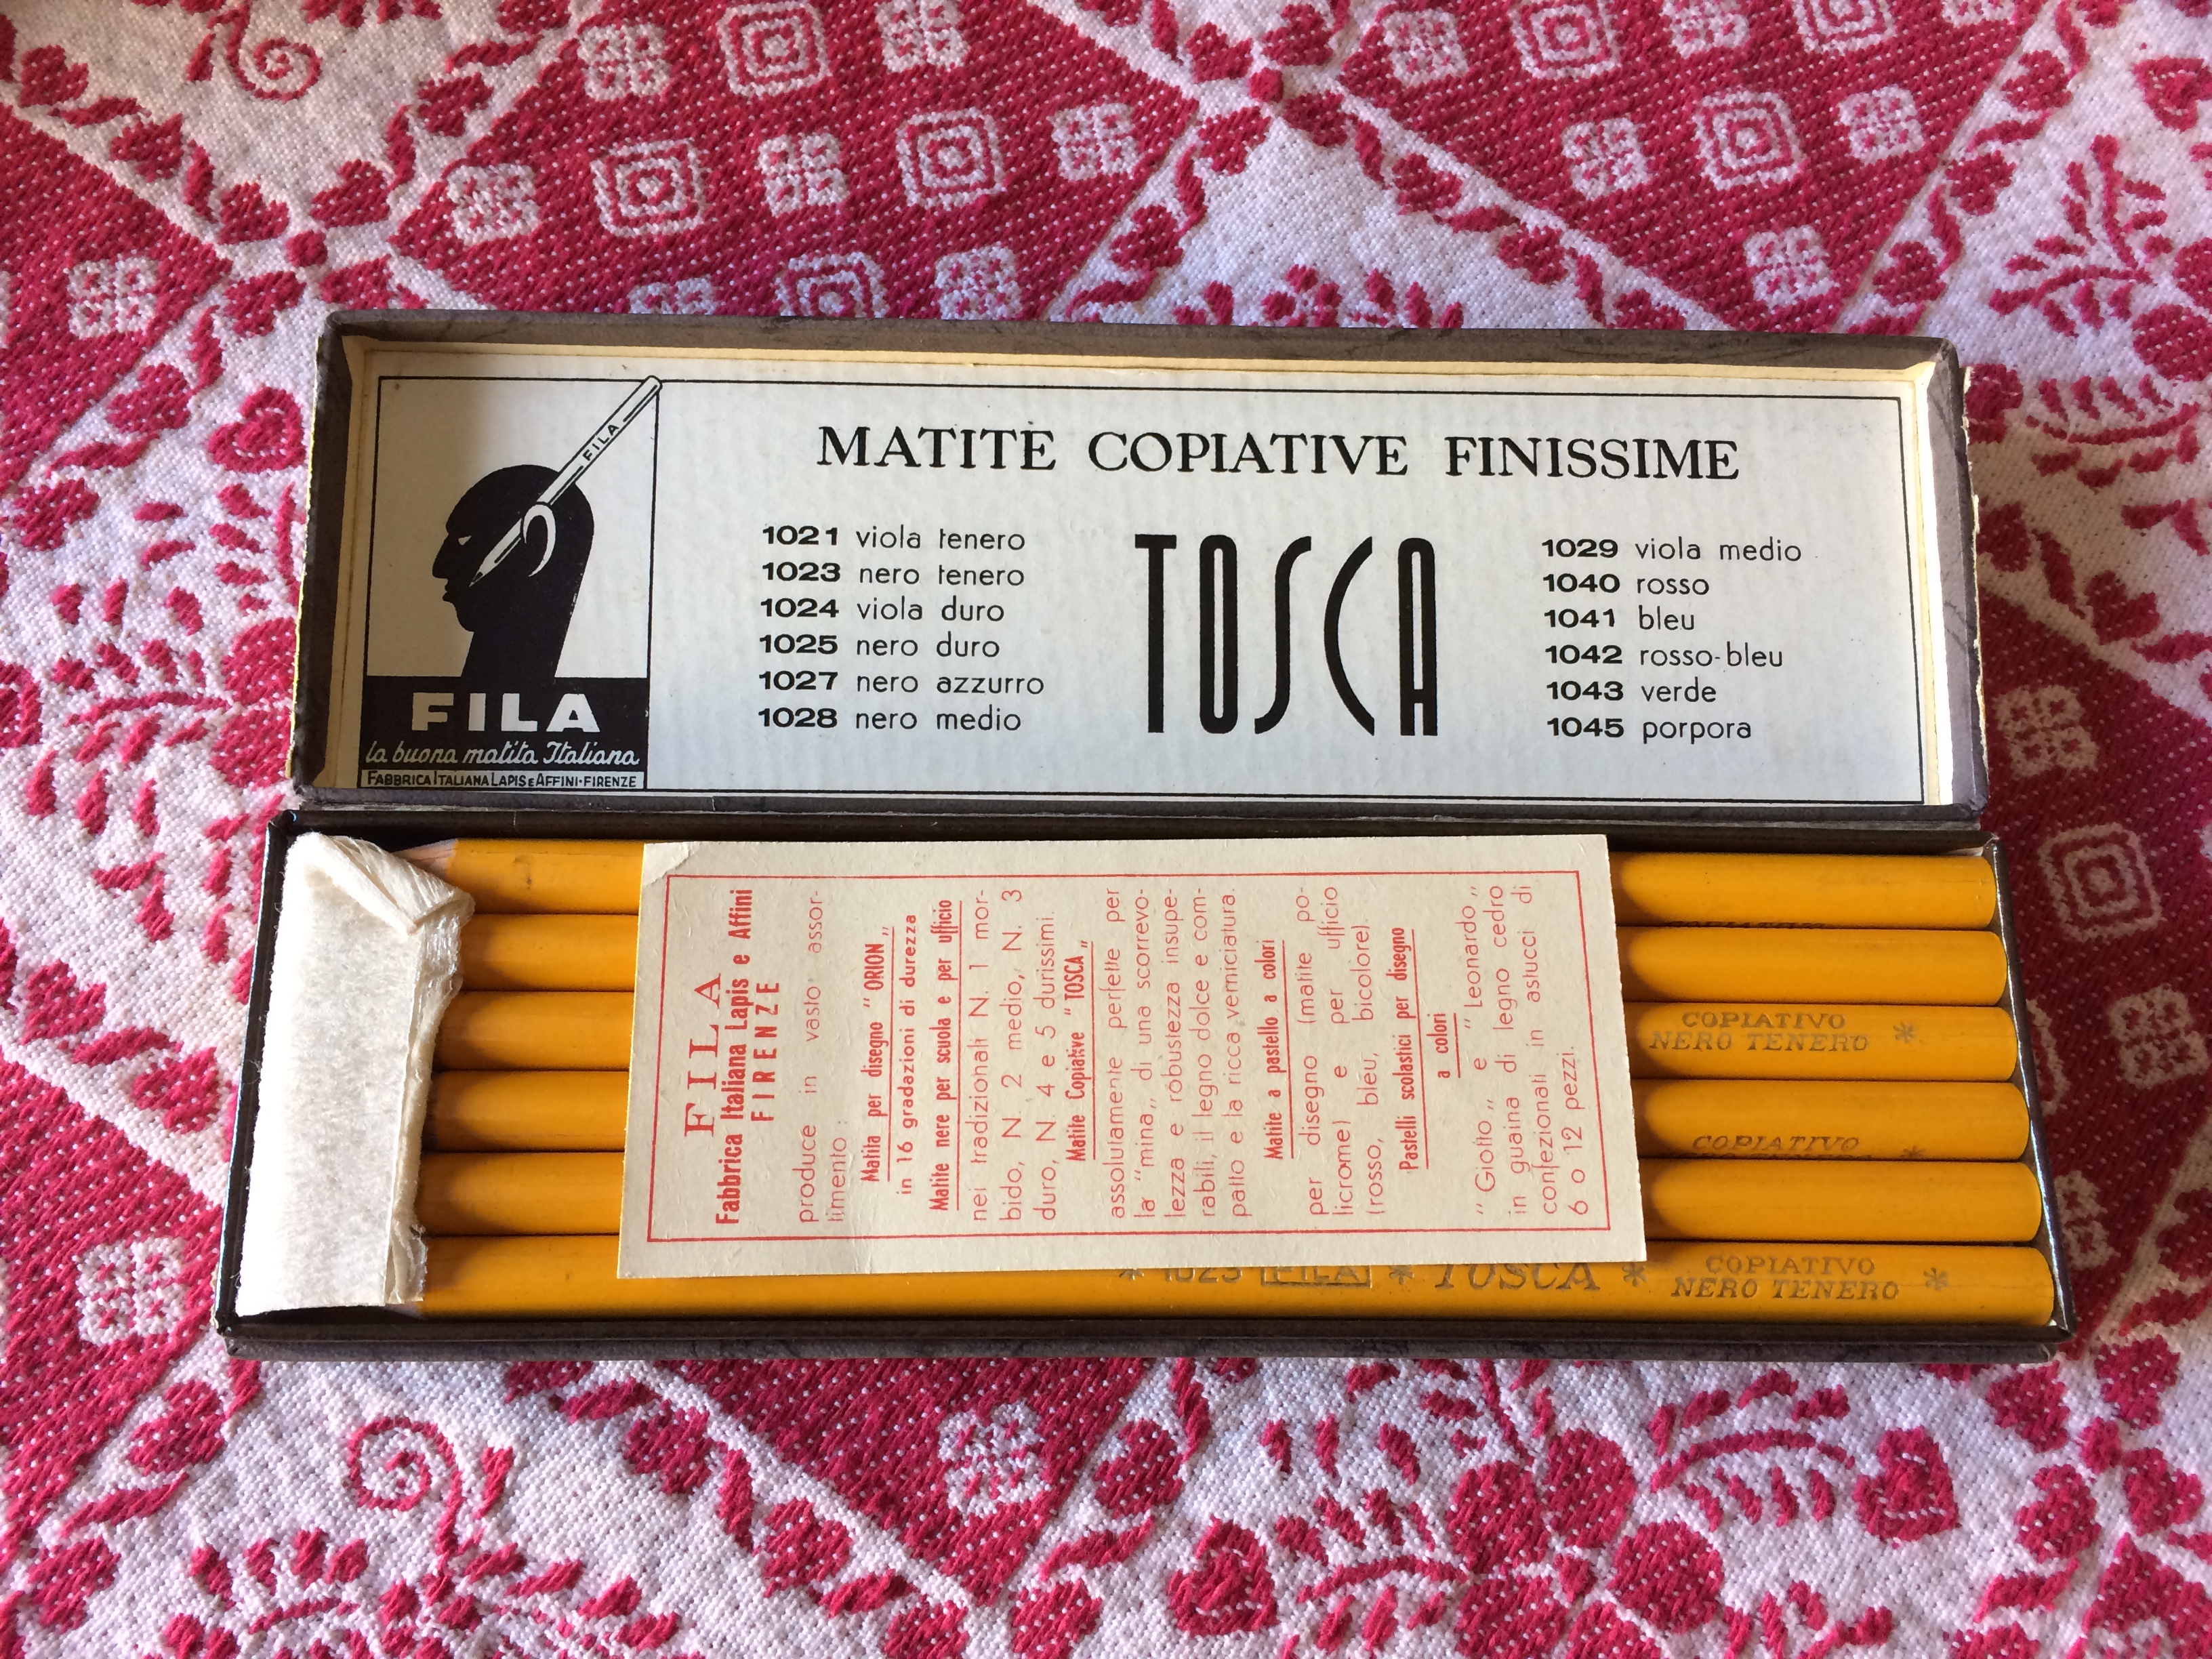 FILA
FILA
la buona matita Italiana
FABBRICA ITALIANA LAPIS E AFFINI-FIRENZE
MATITE COPIATIVE FINISSIME
1021 viola tenero
1023 nero tenero
1024 viola duro
1025 nero duro
1027 nero azzurro
1028 nero medio
TOSCA
1029 viola medio
1040 rosso
1041 bleu
1042 rosso-bleu
1043 verde
1045 porpora
FILA
Fabbrica Italiana Lapis e Affini
FIRENZE
produce in vasto assor-
timento :
Matita per disegno " ORION „
in 16 gradazioni di durezza
Matite nere per scuola e per ufficio
nei tradizionali N. 1 mor-
bido, N 2 medio, N. 3
duro, N. 4 e 5 durissimi.
Matite Copiative " TOSCA „
assolutamente perfette per
la "mina„ di una scorrevo-
lezza e robustezza insupe-
rabili, il legno dolce e com-
patto e la ricca verniciatura.
Matite a pastello a colori
per disegno (matite po-
licrome) e per ufficio
(rosso, bleu, bicolore).
Pastelli scolastici per disegno
a colori
" Giotto „ e " Leonardo „
in guaina di legno cedro
confezionati in astucci di
6 o 12 pezzi.
COPIATIVO
NERO TENERO *
COPIATIVO *
* 1023 FILA * TOSCA * COPIATIVO
NERO TENERO *